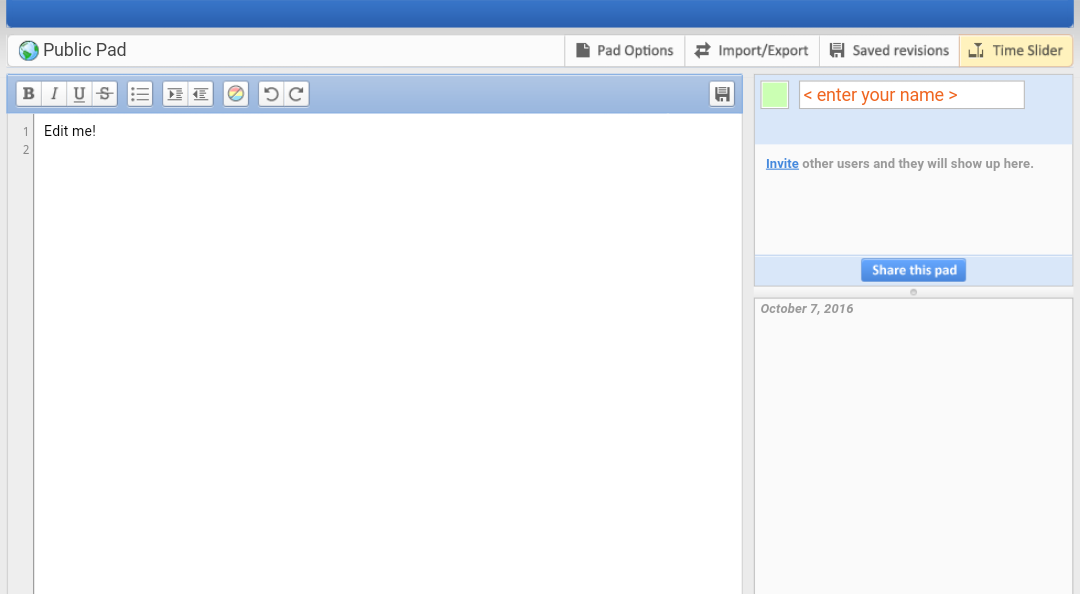 Public Pad
Pad Options
Import/Export
Saved revisions
Time Slider
B I U S
< enter your name >
1 Edit me!
2
Invite other users and they will show up here.
Share this pad
October 7, 2016